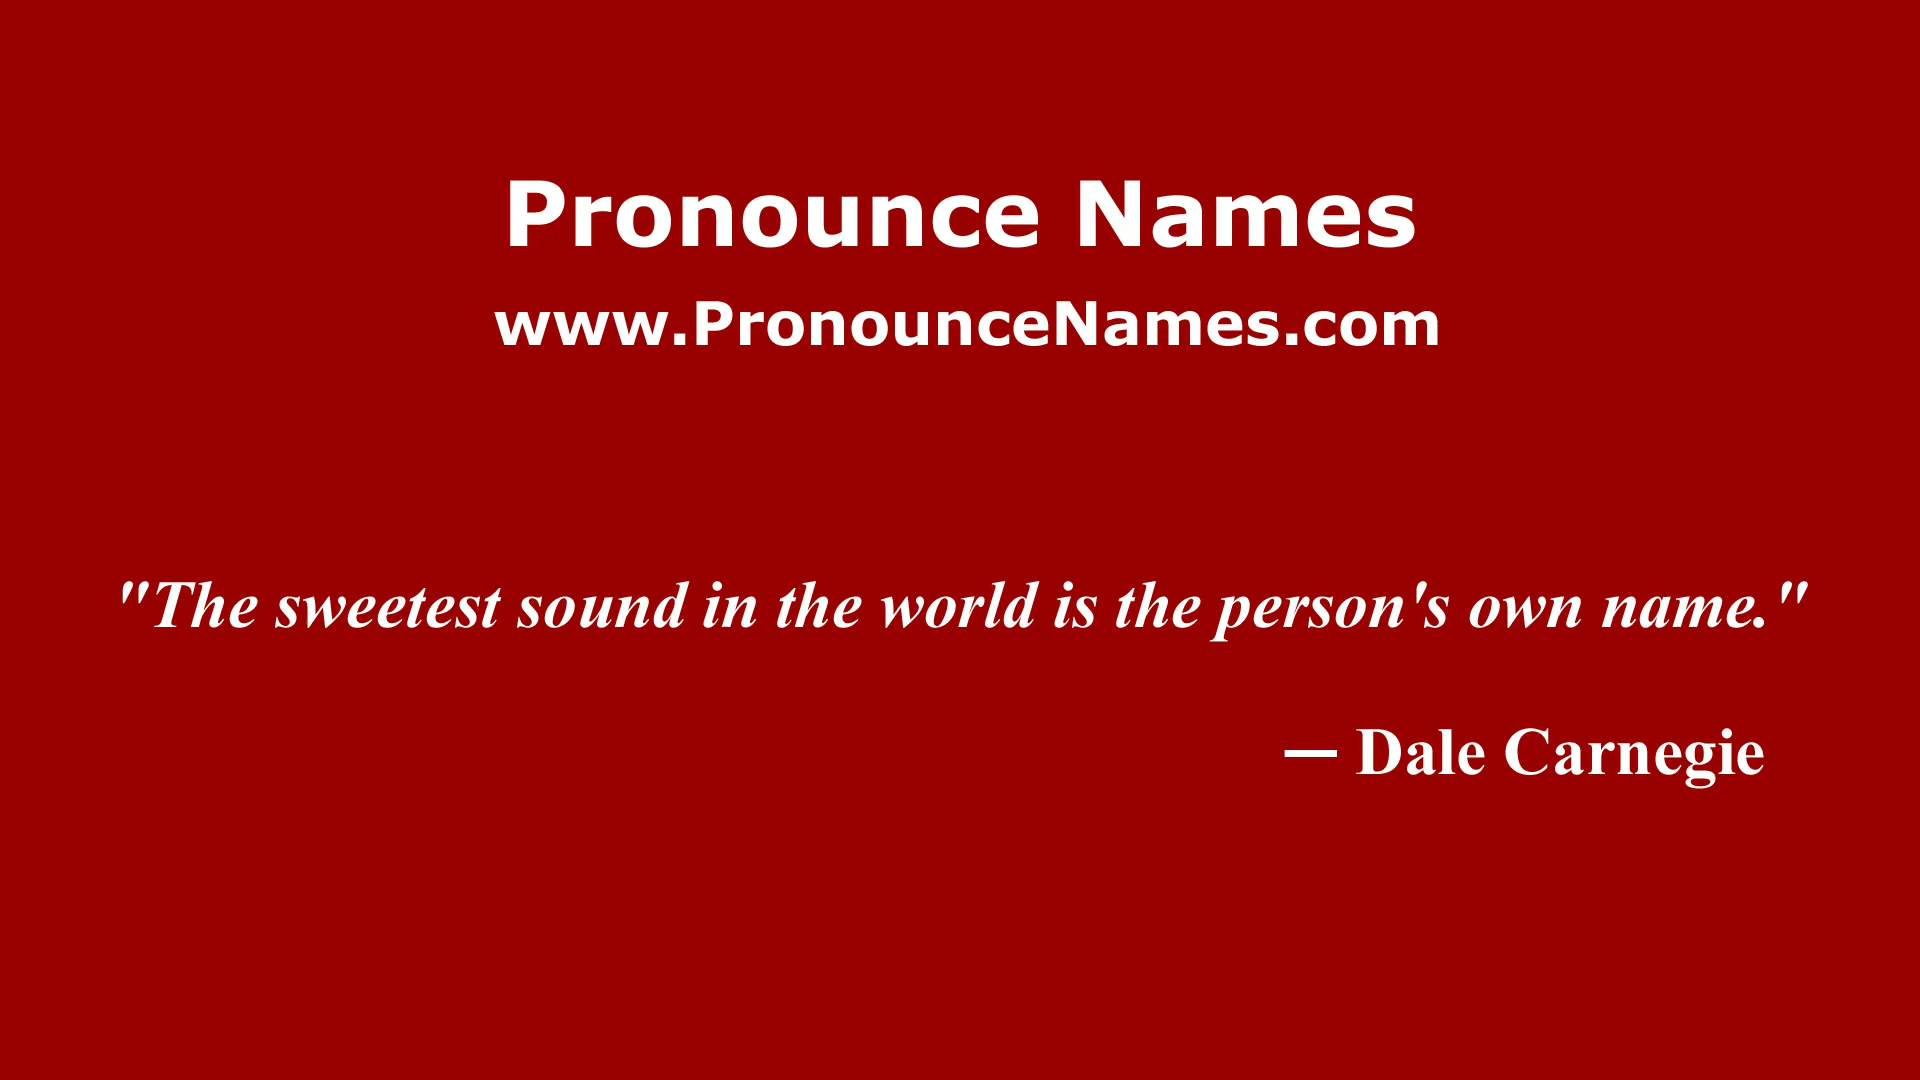 Pronounce Names
www.PronounceNames.com
"The sweetest sound in the world is the person's own name."
— Dale Carnegie